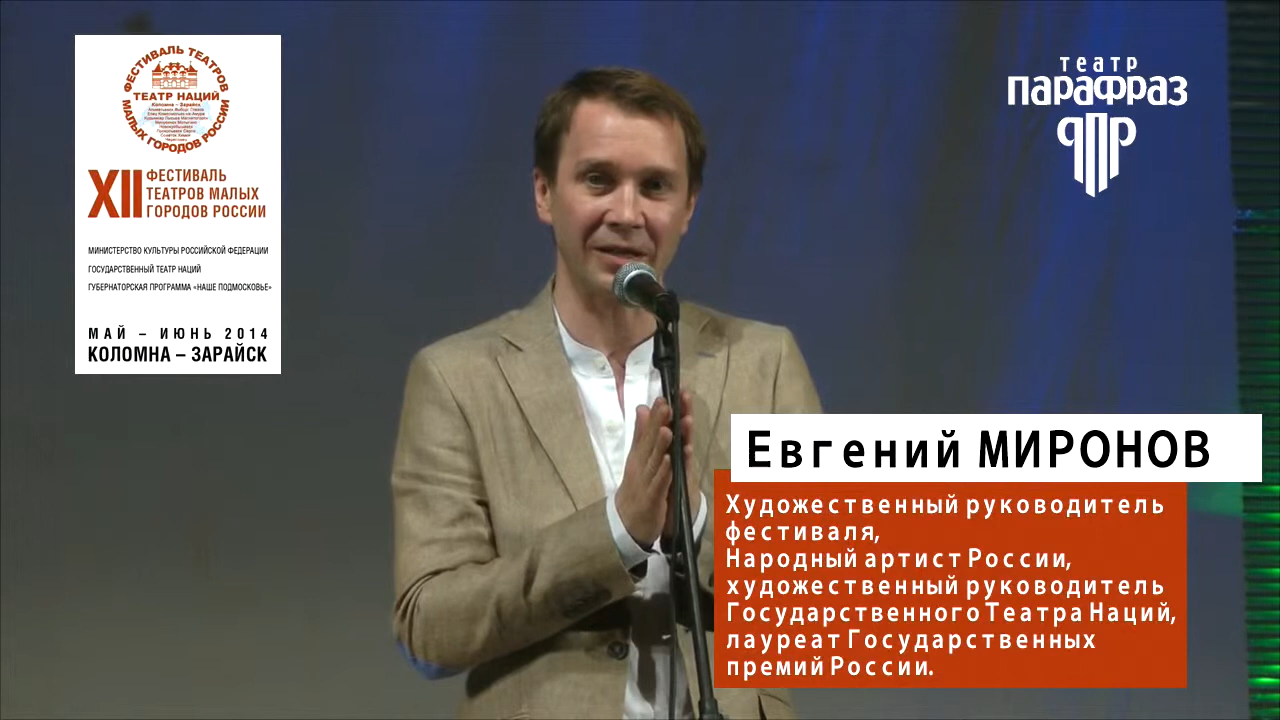 ФЕСТИВАЛЬ ТЕАТРОВ
МАЛЫХ ГОРОДОВ РОССИИ
ТЕАТР НАЦИЙ
Коломна – Зарайск
XII ФЕСТИВАЛЬ
ТЕАТРОВ МАЛЫХ
ГОРОДОВ РОССИИ
МИНИСТЕРСТВО КУЛЬТУРЫ РОССИЙСКОЙ ФЕДЕРАЦИИ
ГОСУДАРСТВЕННЫЙ ТЕАТР НАЦИЙ
ГУБЕРНАТОРСКАЯ ПРОГРАММА «НАШЕ ПОДМОСКОВЬЕ»
МАЙ – ИЮНЬ 2014
КОЛОМНА – ЗАРАЙСК
ТЕАТР
ПАРАФРАЗ
Евгений МИРОНОВ
Художественный руководитель
фестиваля,
Народный артист России,
художественный руководитель
Государственного Театра Наций,
лауреат Государственных
премий России.